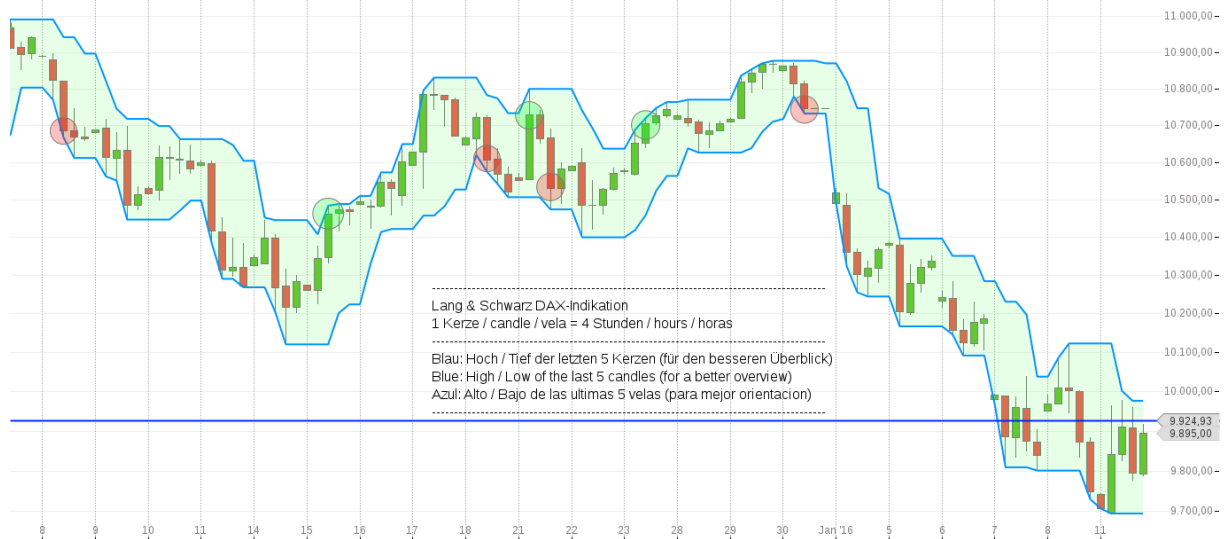 11.000,00
10.900,00
10.800,00
10.700,00
10.600,00
10.500,00
10.400,00
10.300,00
10.200,00
10.100,00
10.000,00
9.924,93
9.895,00
9.800,00
9.700,00
Lang & Schwarz DAX-Indikation
1 Kerze / candle / vela = 4 Stunden / hours / horas
Blau: Hoch / Tief der letzten 5 Kerzen (für den besseren Überblick)
Blue: High / Low of the last 5 candles (for a better overview)
Azul: Alto / Bajo de las ultimas 5 velas (para mejor orientacion)
8 9 10 11 14 15 16 17 18 21 22 23 28 29 30 Jan '16 5 6 7 8 11